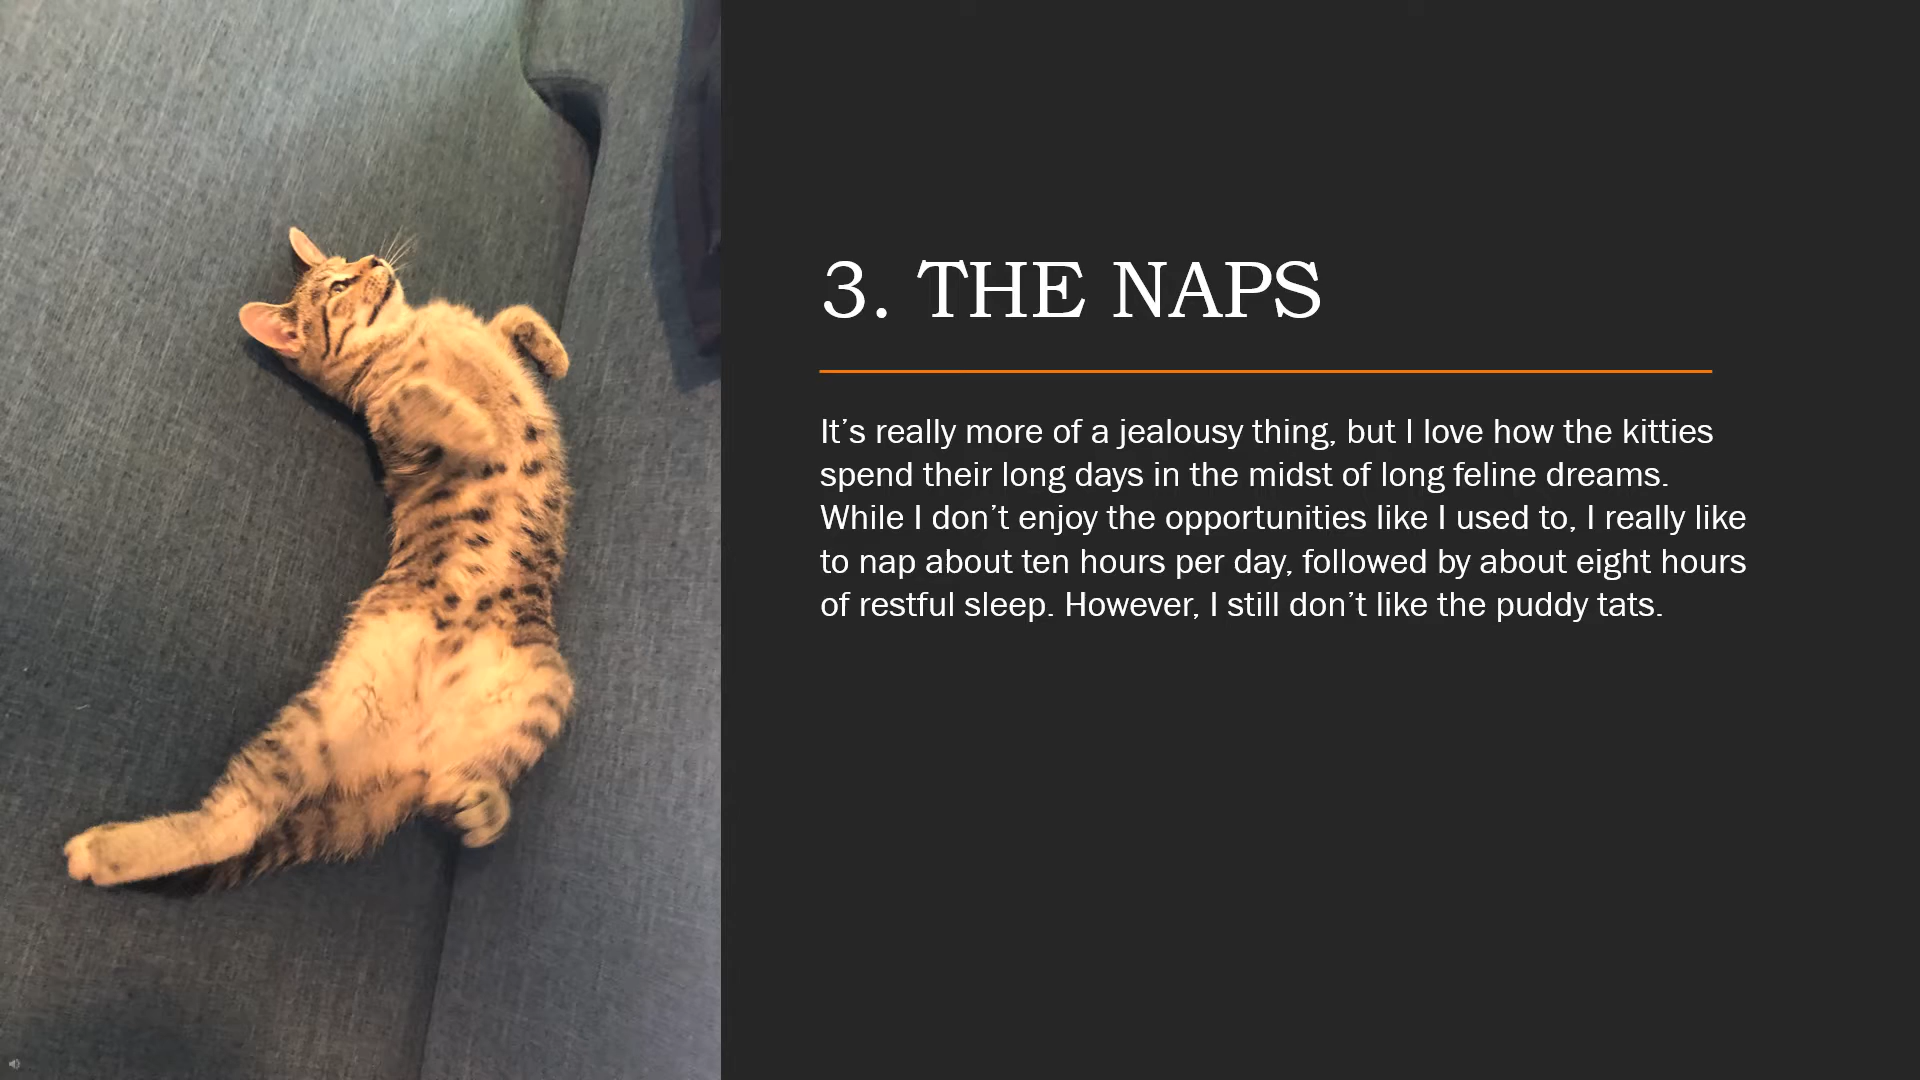 3. THE NAPS
It’s really more of a jealousy thing, but I love how the kitties
spend their long days in the midst of long feline dreams.
While I don’t enjoy the opportunities like I used to, I really like
to nap about ten hours per day, followed by about eight hours
of restful sleep. However, I still don’t like the puddy tats.